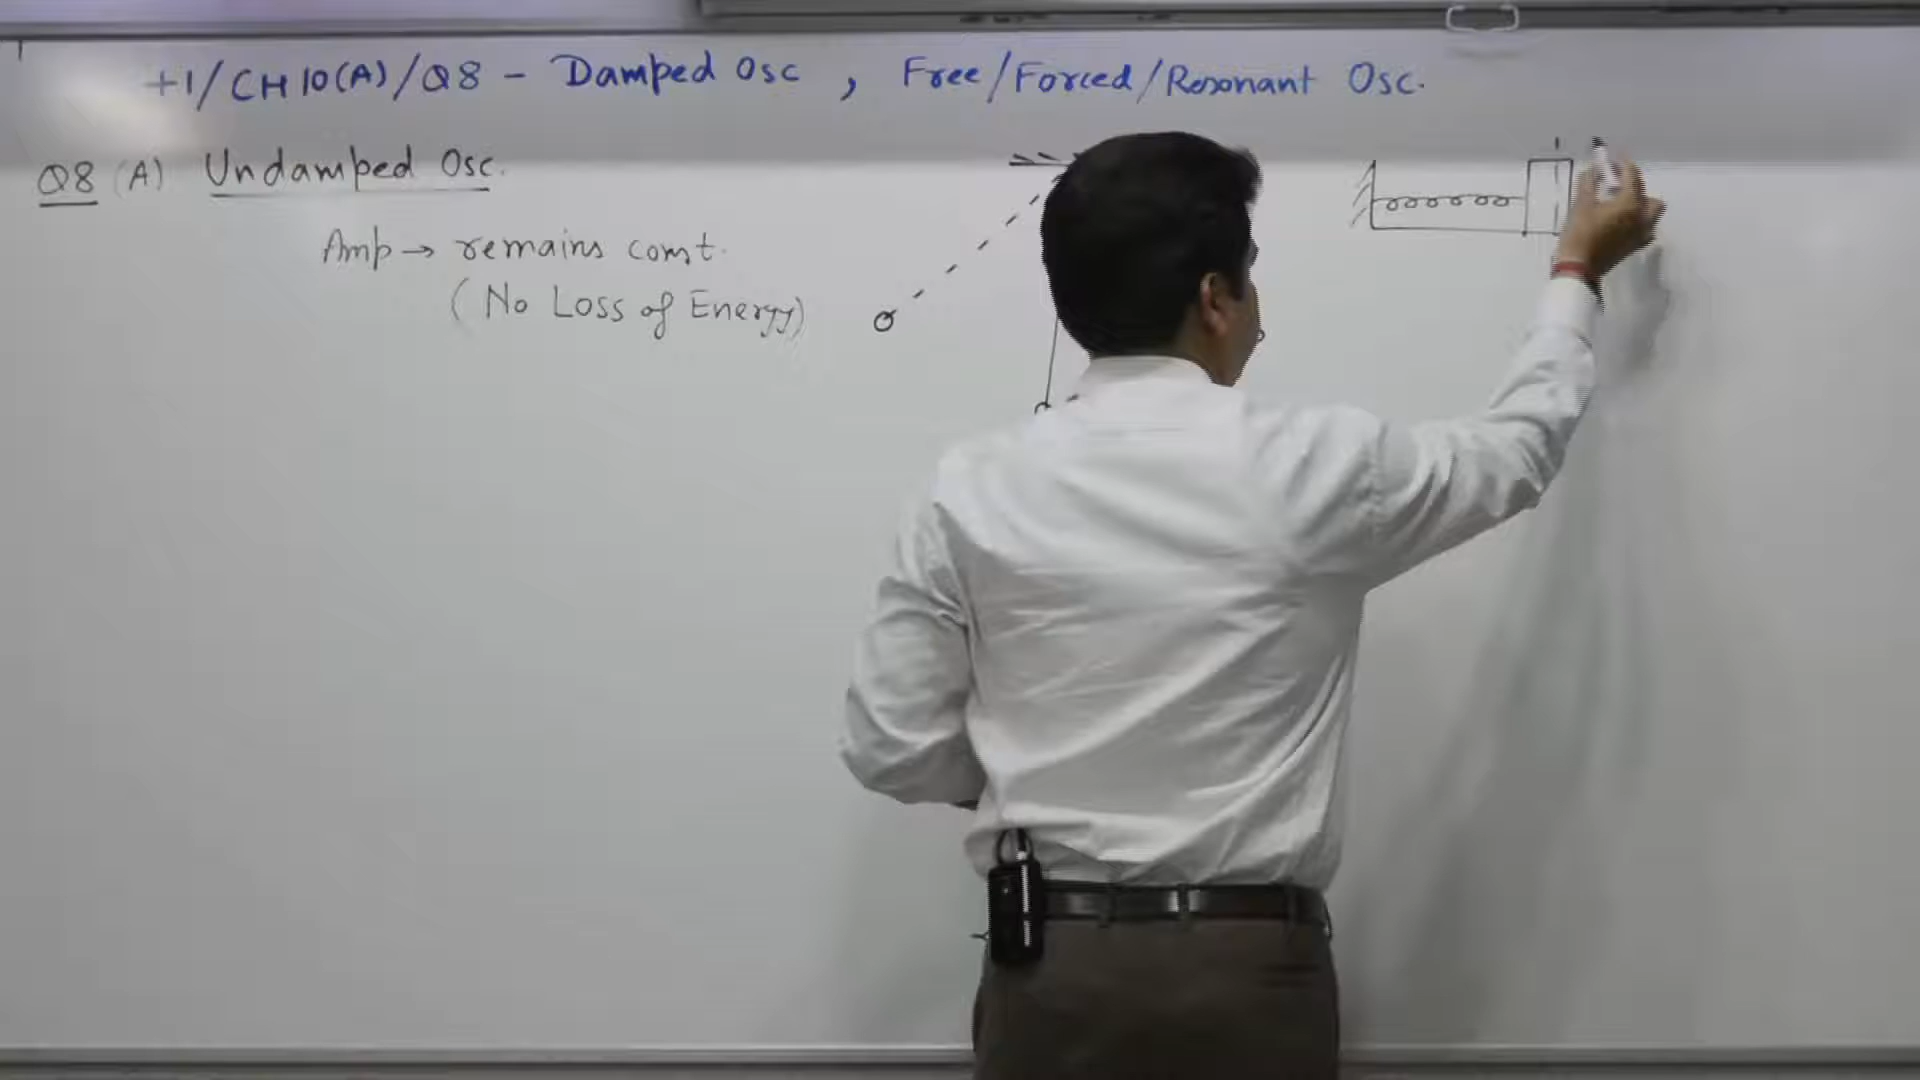 +1/CH10(A)/Q8 - Damped Osc , Free/Forced/Resonant Osc.
Q8 (A) Undamped Osc.
Amp → remains const.
(No Loss of Energy)